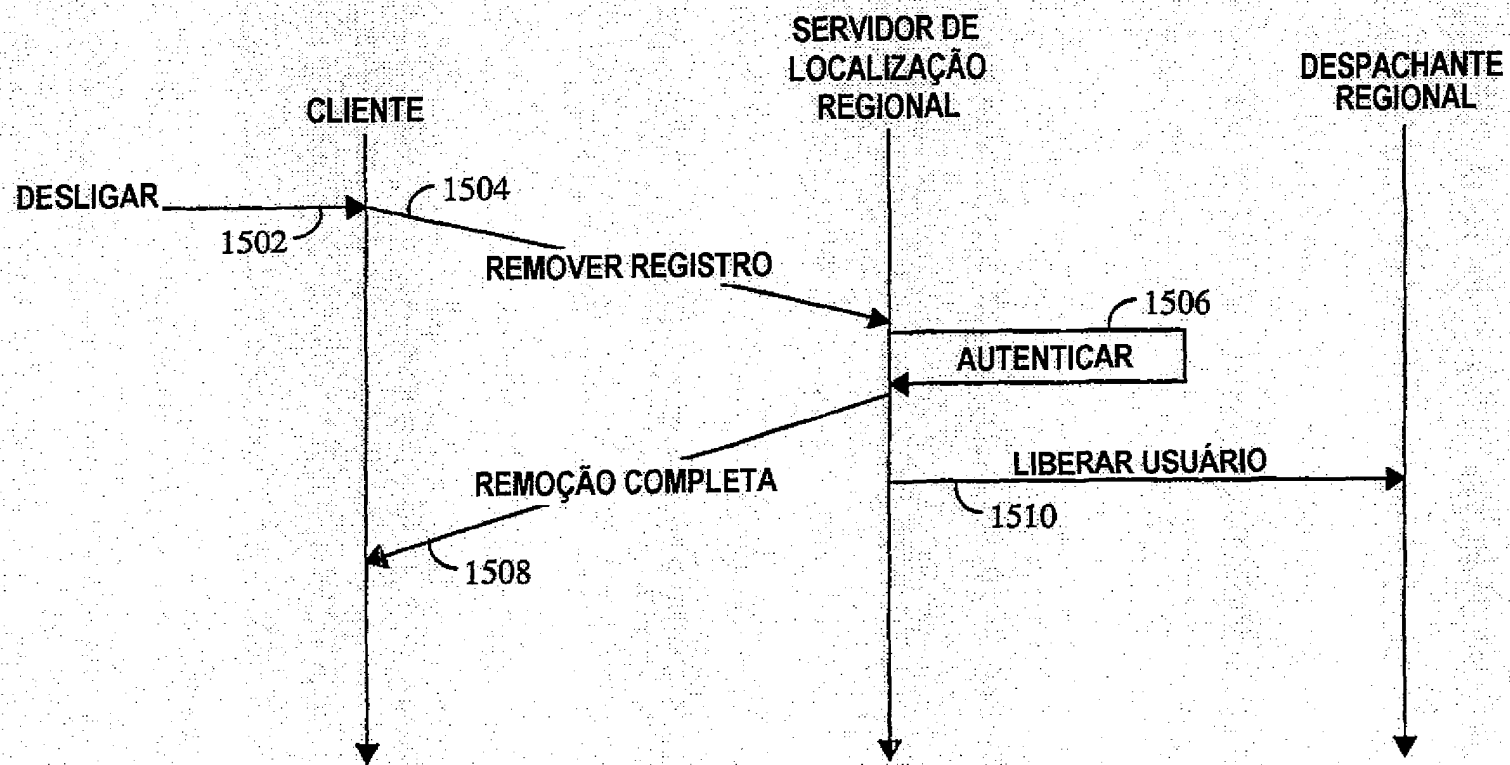 SERVIDOR DE
LOCALIZAÇÃO
REGIONAL
DESPACHANTE
REGIONAL
CLIENTE
DESLIGAR
1502
1504
REMOVER REGISTRO
1506
AUTENTICAR
REMOÇÃO COMPLETA
LIBERAR USUÁRIO
1510
1508